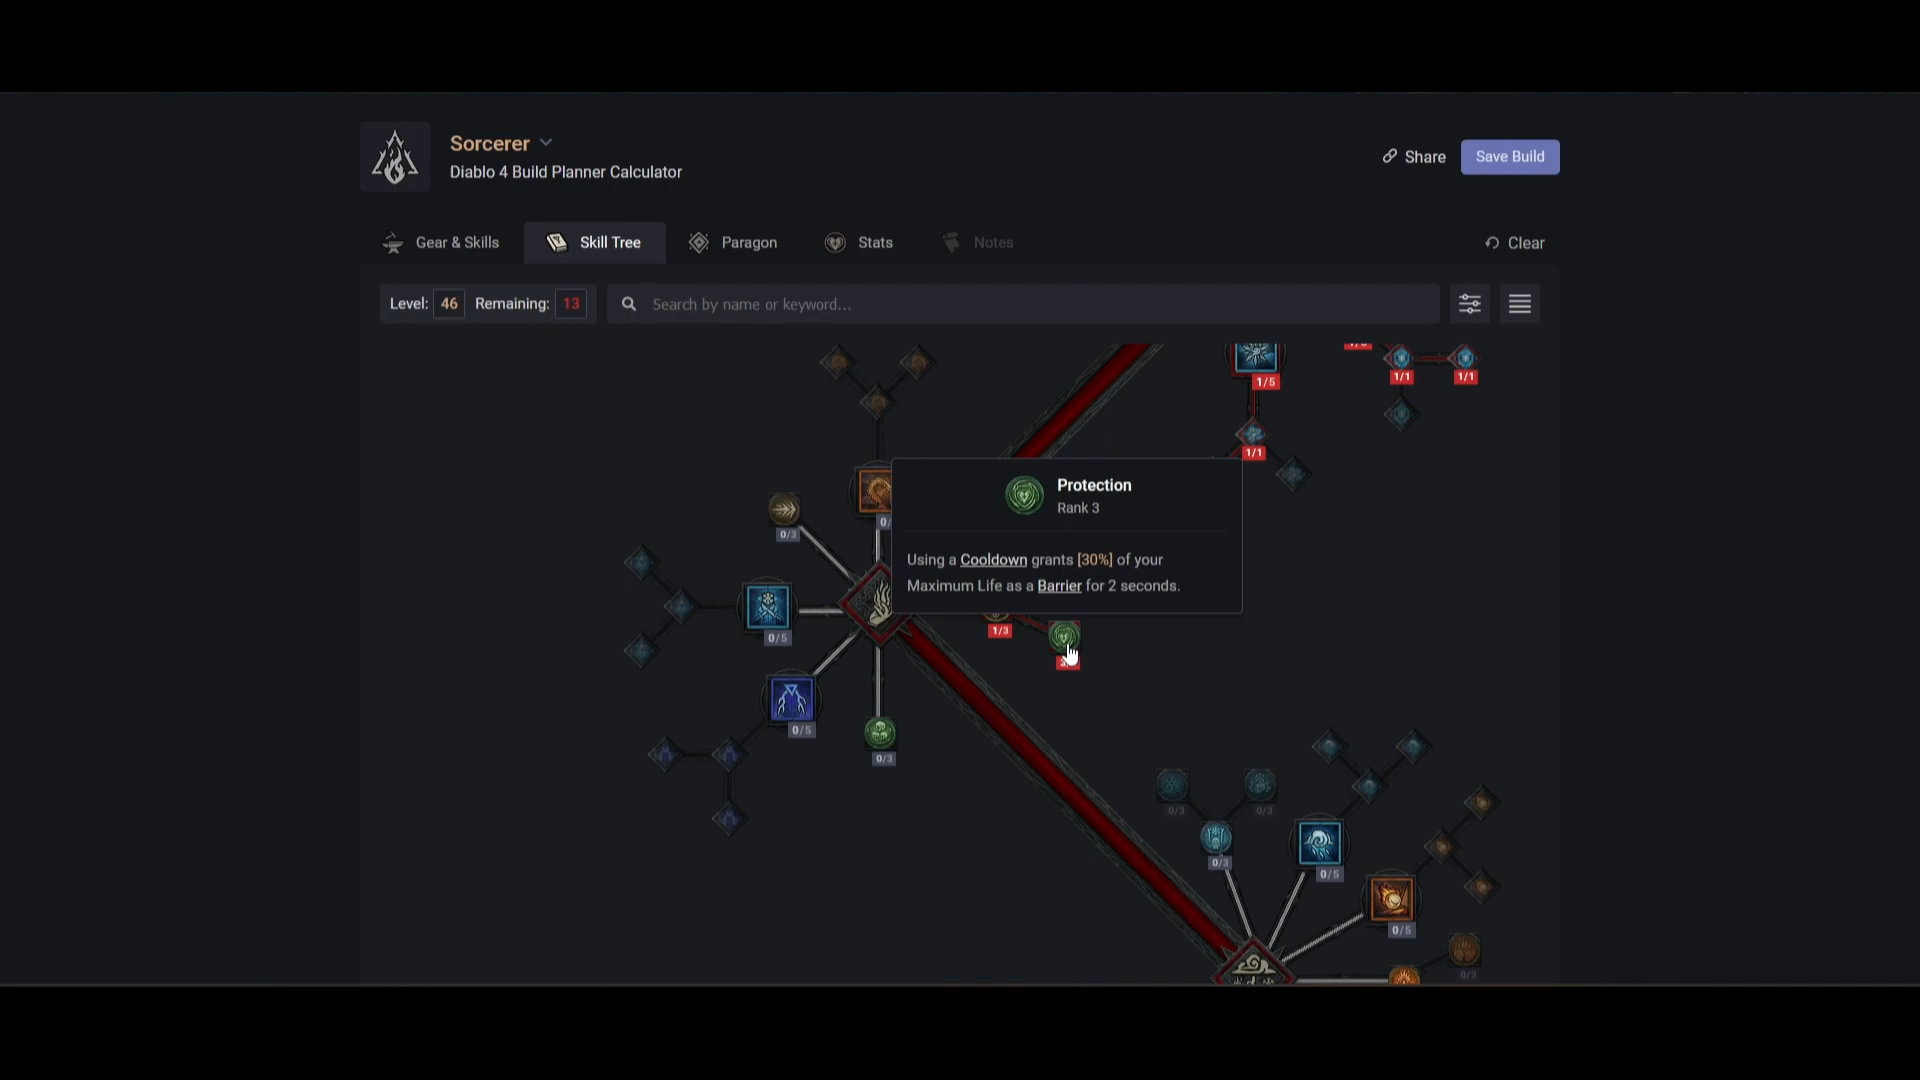 Sorcerer
Diablo 4 Build Planner Calculator
Share
Save Build
Gear & Skills
Skill Tree
Paragon
Stats
Notes
Clear
Level: 46 Remaining: 13
Search by name or keyword...
1/1
1/1
1/5
1/1
Protection
Rank 3
0/3
Using a Cooldown grants [30%] of your
Maximum Life as a Barrier for 2 seconds.
1/3
0/5
0/5
0/3
0/3
0/3
0/3
0/5
0/5
0/3